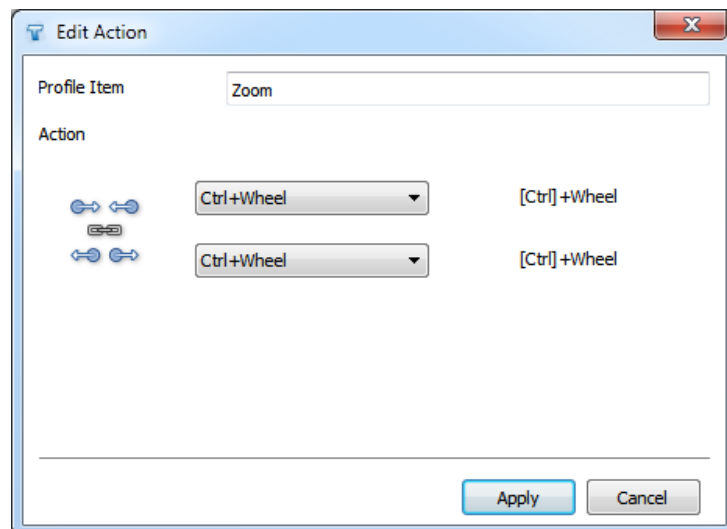 Edit Action
Profile Item Zoom
Action
Ctrl+Wheel [Ctrl]+Wheel
Ctrl+Wheel [Ctrl]+Wheel
Apply Cancel